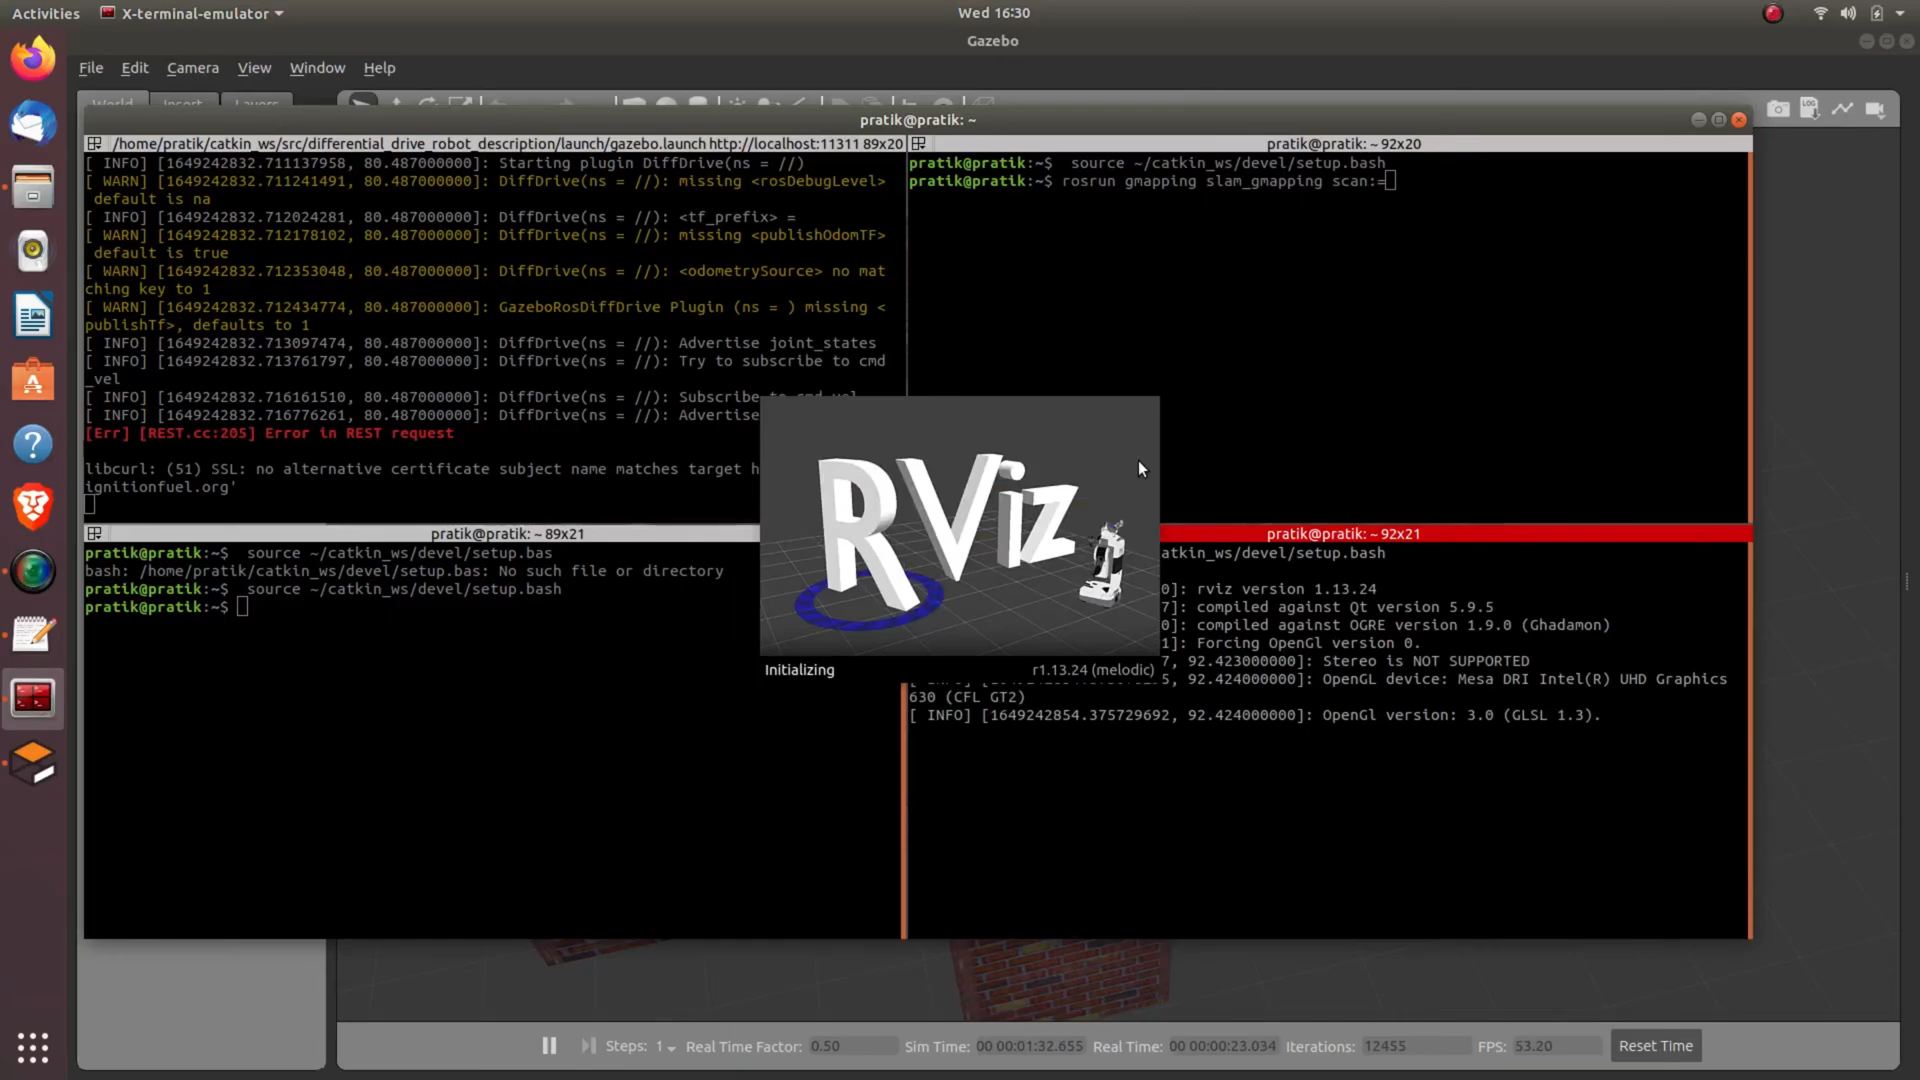 Activities X-terminal-emulator Wed 16:30
Gazebo
File Edit Camera View Window Help
World Insert Layers
pratik@pratik: ~
/home/pratik/catkin_ws/src/differential_drive_robot_description/launch/gazebo.launch http://localhost:11311 89x20
[ INFO] [1649242832.711137958, 80.487000000]: Starting plugin DiffDrive(ns = //)
[ WARN] [1649242832.711241491, 80.487000000]: DiffDrive(ns = //): missing <rosDebugLevel>
default is na
[ INFO] [1649242832.712024281, 80.487000000]: DiffDrive(ns = //): <tf_prefix> =
[ WARN] [1649242832.712178102, 80.487000000]: DiffDrive(ns = //): missing <publishOdomTF>
default is true
[ WARN] [1649242832.712353048, 80.487000000]: DiffDrive(ns = //): <odometrySource> no mat
ching key to 1
[ WARN] [1649242832.712434774, 80.487000000]: GazeboRosDiffDrive Plugin (ns = ) missing <
publishTf>, defaults to 1
[ INFO] [1649242832.713097474, 80.487000000]: DiffDrive(ns = //): Advertise joint_states
[ INFO] [1649242832.713761797, 80.487000000]: DiffDrive(ns = //): Try to subscribe to cmd
_vel
[ INFO] [1649242832.716161510, 80.487000000]: DiffDrive(ns = //): Subscribe to cmd_vel
[ INFO] [1649242832.716776261, 80.487000000]: DiffDrive(ns = //): Advertise
[Err] [REST.cc:205] Error in REST request
libcurl: (51) SSL: no alternative certificate subject name matches target h
ignitionfuel.org'
pratik@pratik: ~ 92x20
pratik@pratik:~$ source ~/catkin_ws/devel/setup.bash
pratik@pratik:~$ rosrun gmapping slam_gmapping scan:=
pratik@pratik: ~ 89x21
pratik@pratik:~$ source ~/catkin_ws/devel/setup.bas
bash: /home/pratik/catkin_ws/devel/setup.bas: No such file or directory
pratik@pratik:~$ source ~/catkin_ws/devel/setup.bash
pratik@pratik:~$
RViz
Initializing r1.13.24 (melodic)
pratik@pratik: ~ 92x21
atkin_ws/devel/setup.bash
0]: rviz version 1.13.24
7]: compiled against Qt version 5.9.5
0]: compiled against OGRE version 1.9.0 (Ghadamon)
1]: Forcing OpenGl version 0.
7, 92.423000000]: Stereo is NOT SUPPORTED
5, 92.424000000]: OpenGL device: Mesa DRI Intel(R) UHD Graphics
630 (CFL GT2)
[ INFO] [1649242854.375729692, 92.424000000]: OpenGl version: 3.0 (GLSL 1.3).
Steps: 1 Real Time Factor: 0.50 Sim Time: 00 00:01:32.655 Real Time: 00 00:00:23.034 Iterations: 12455 FPS: 53.20 Reset Time